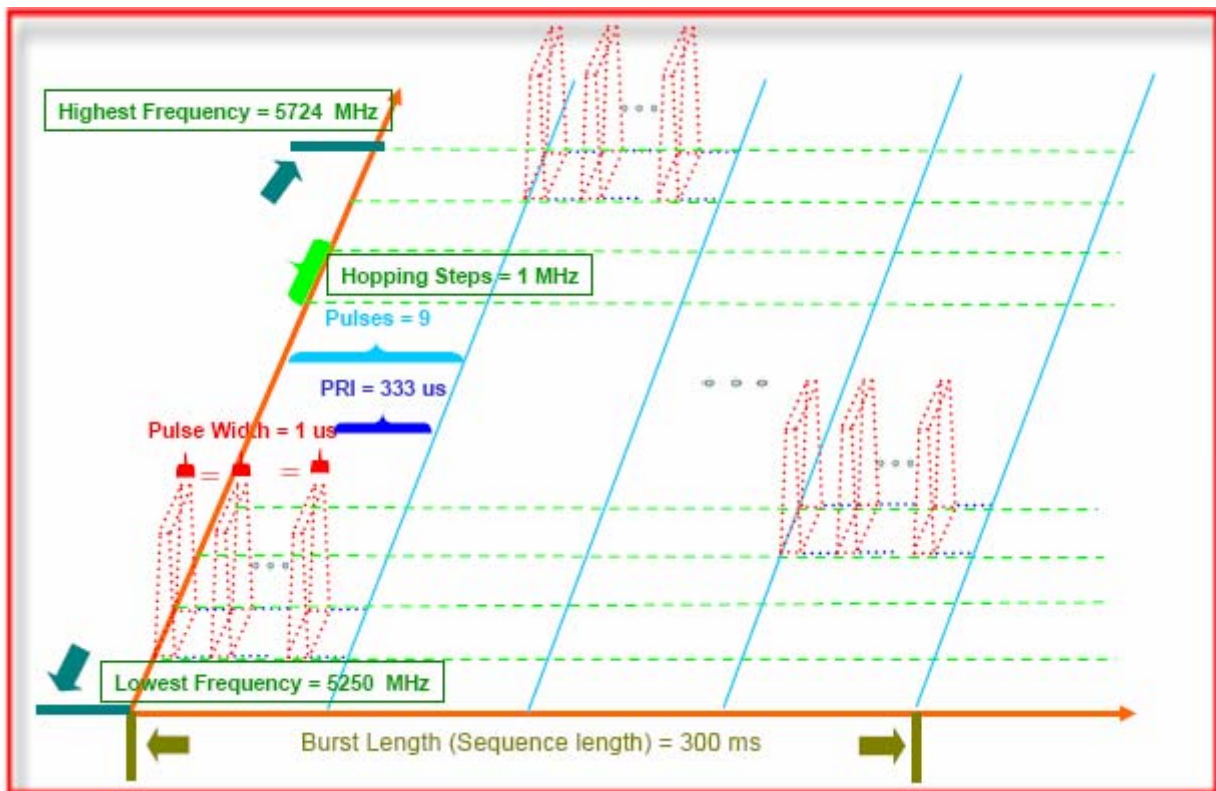 Highest Frequency = 5724 MHz
Hopping Steps = 1 MHz
Pulses = 9
PRI = 333 us
Pulse Width = 1 us
= =
Lowest Frequency = 5250 MHz
Burst Length (Sequence length) = 300 ms